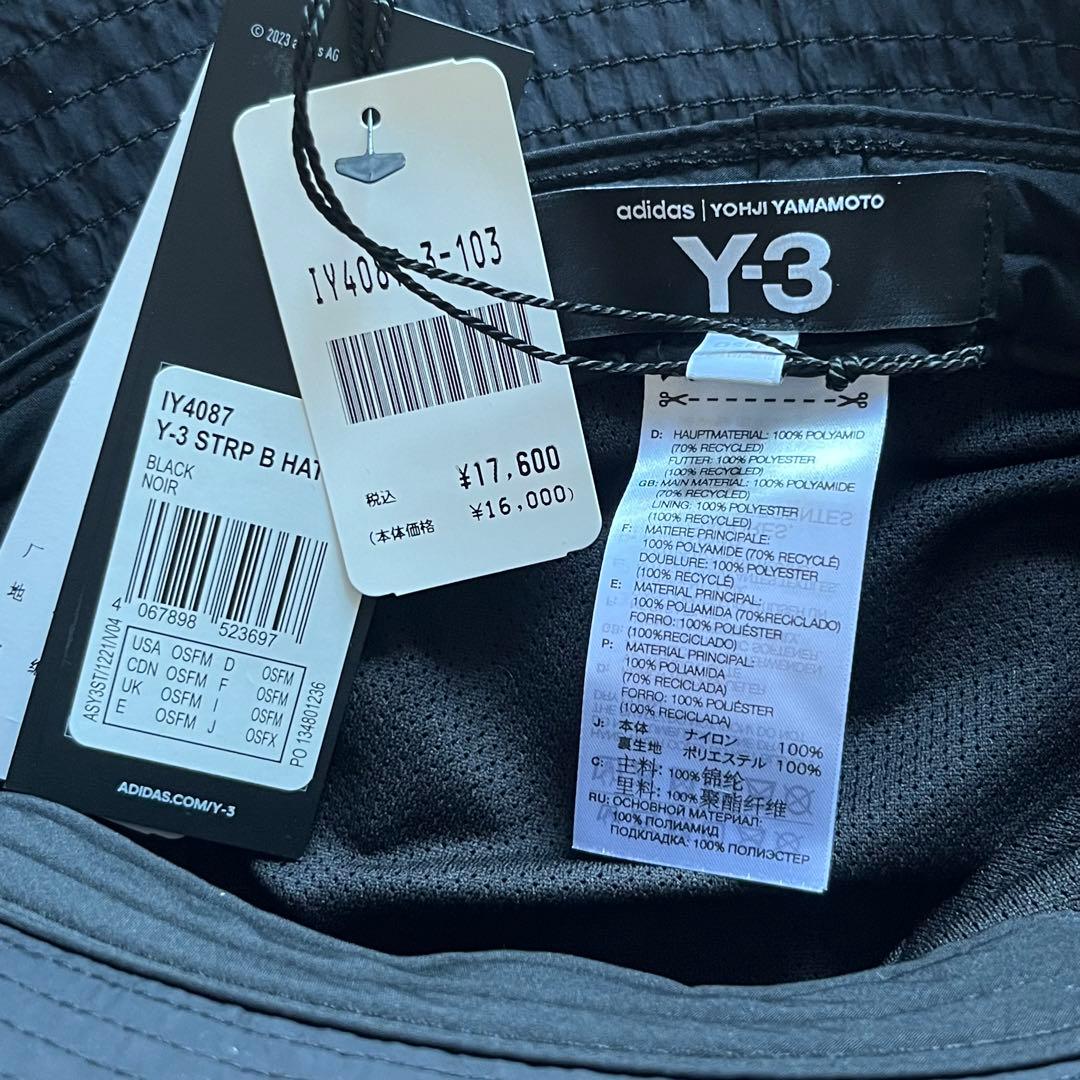 © 2023 adidas AG
IY4087-3-103
税込 ¥17,600
(本体価格 ¥16,000)
IY4087
Y-3 STRP B HAT
BLACK
NOIR
4 067898 523697
USA OSFM D OSFM
CDN OSFM F OSFM
UK OSFM I OSFM
E OSFM J OSFX
ASY3ST/1221/V04
PO 134801236
ADIDAS.COM/Y-3
厂
地
adidas | YOHJI YAMAMOTO
Y-3
D: HAUPTMATERIAL: 100% POLYAMID
(70% RECYCLED)
FUTTER: 100% POLYESTER
(100% RECYCLED)
GB: MAIN MATERIAL: 100% POLYAMIDE
(70% RECYCLED)
LINING: 100% POLYESTER
(100% RECYCLED)
F: MATIERE PRINCIPALE:
100% POLYAMIDE (70% RECYCLÉ)
DOUBLURE: 100% POLYESTER
(100% RECYCLÉ)
E: MATERIAL PRINCIPAL:
100% POLIAMIDA (70%RECICLADO)
FORRO: 100% POLIÉSTER
(100%RECICLADO)
P: MATERIAL PRINCIPAL:
100% POLIAMIDA
(70% RECICLADA)
FORRO: 100% POLIÉSTER
(100% RECICLADA)
J: 本体 ナイロン 100%
裏生地 ポリエステル 100%
C: 主料: 100%锦纶
里料: 100%聚酯纤维
RU: ОСНОВНОЙ МАТЕРИАЛ:
100% ПОЛИАМИД
ПОДКЛАДКА: 100% ПОЛИЭСТЕР